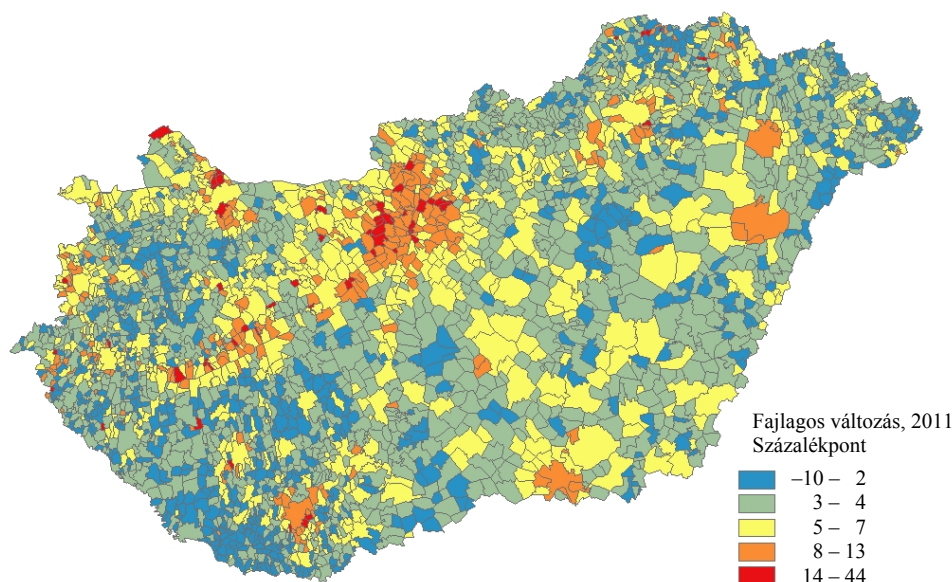 Fajlagos változás, 2011
Százalékpont
–10 – 2
3 – 4
5 – 7
8 – 13
14 – 44